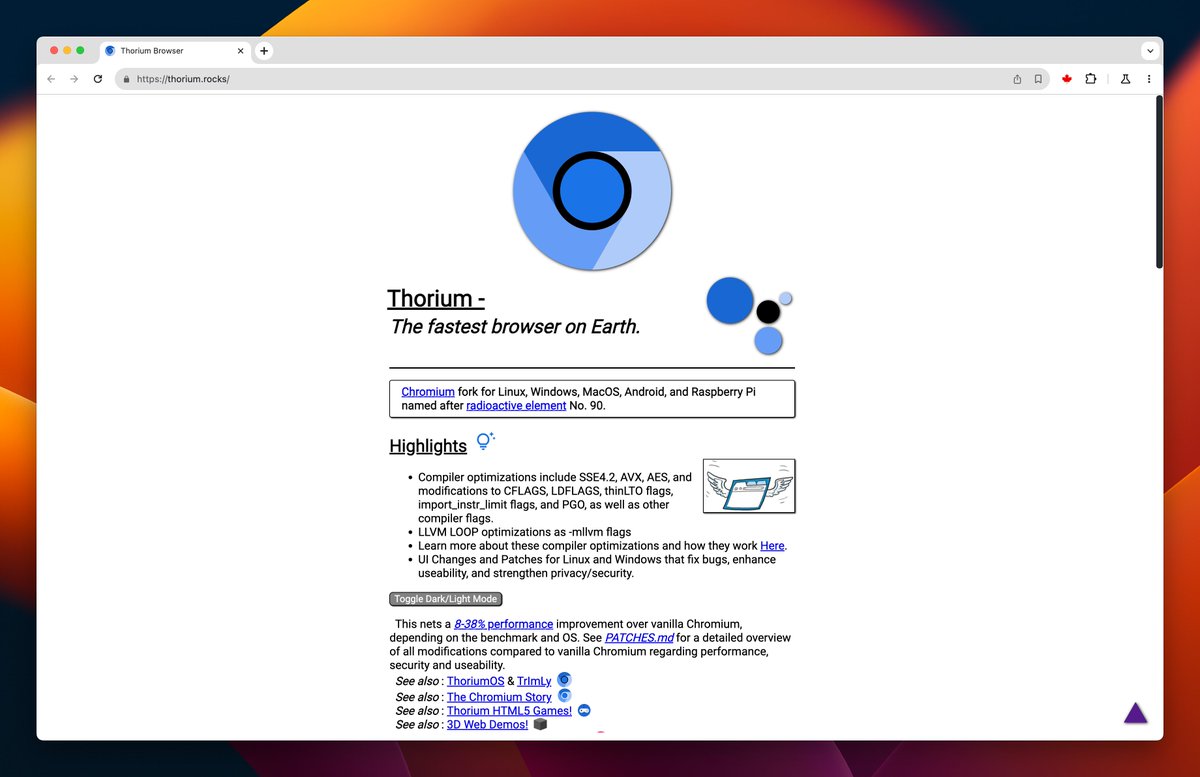 Thorium Browser
https://thorium.rocks/
Thorium -
The fastest browser on Earth.
Chromium fork for Linux, Windows, MacOS, Android, and Raspberry Pi
named after radioactive element No. 90.
Highlights
• Compiler optimizations include SSE4.2, AVX, AES, and
modifications to CFLAGS, LDFLAGS, thinLTO flags,
import_instr_limit flags, and PGO, as well as other
compiler flags.
• LLVM LOOP optimizations as -mllvm flags
• Learn more about these compiler optimizations and how they work Here.
• UI Changes and Patches for Linux and Windows that fix bugs, enhance
useability, and strengthen privacy/security.
Toggle Dark/Light Mode
This nets a 8-38% performance improvement over vanilla Chromium,
depending on the benchmark and OS. See PATCHES.md for a detailed overview
of all modifications compared to vanilla Chromium regarding performance,
security and useability.
See also : ThoriumOS & TrImLy
See also : The Chromium Story
See also : Thorium HTML5 Games!
See also : 3D Web Demos!